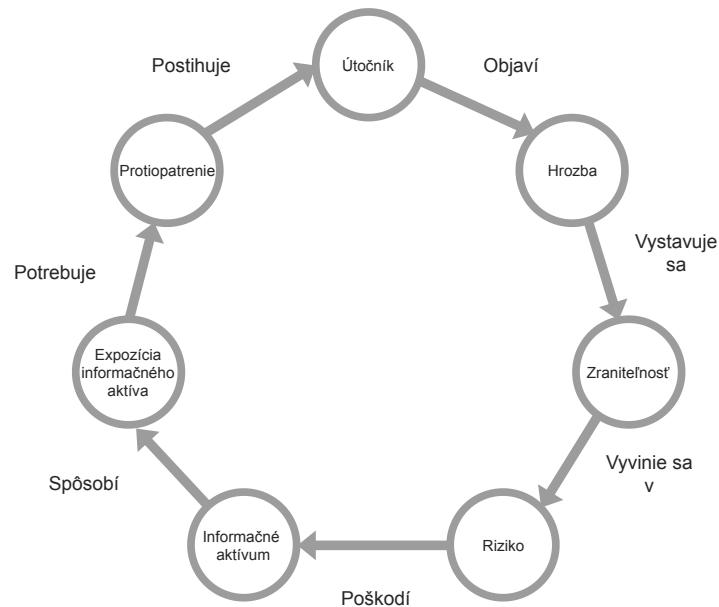 Postihuje
Útočník
Objaví
Protiopatrenie
Hrozba
Potrebuje
Vystavuje
sa
Expozícia
informačného
aktíva
Zraniteľnosť
Spôsobí
Vyvinie sa
v
Informačné
aktívum
Riziko
Poškodí